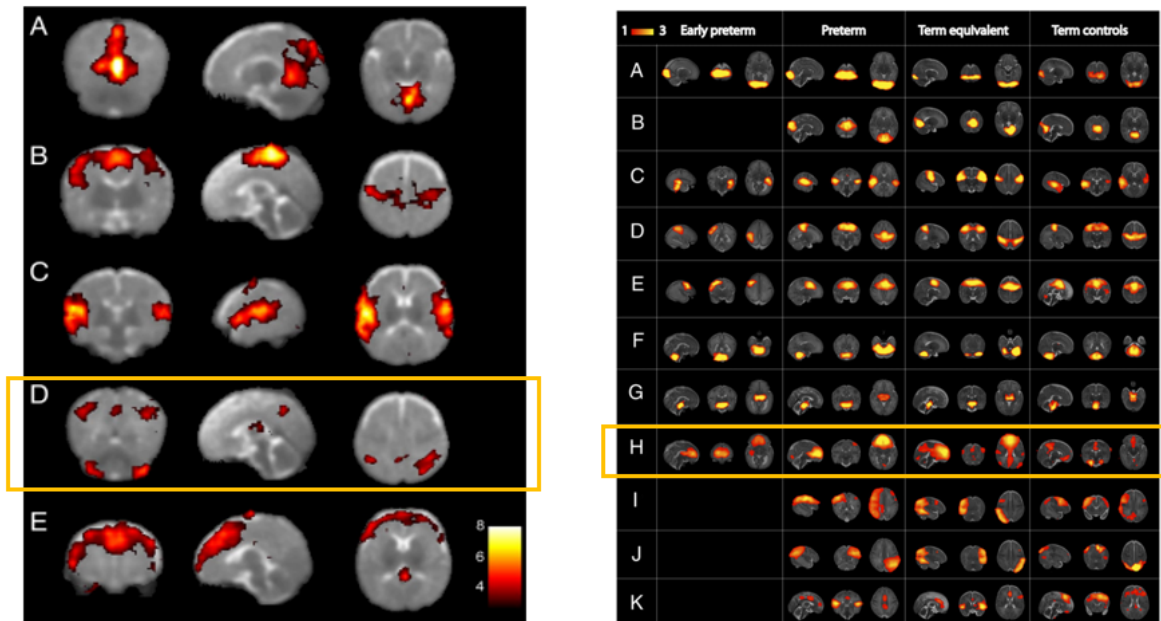 A
B
C
D
E
8
6
4
1 3 Early preterm Preterm Term equivalent Term controls
A
B
C
D
E
F
G
H
I
J
K